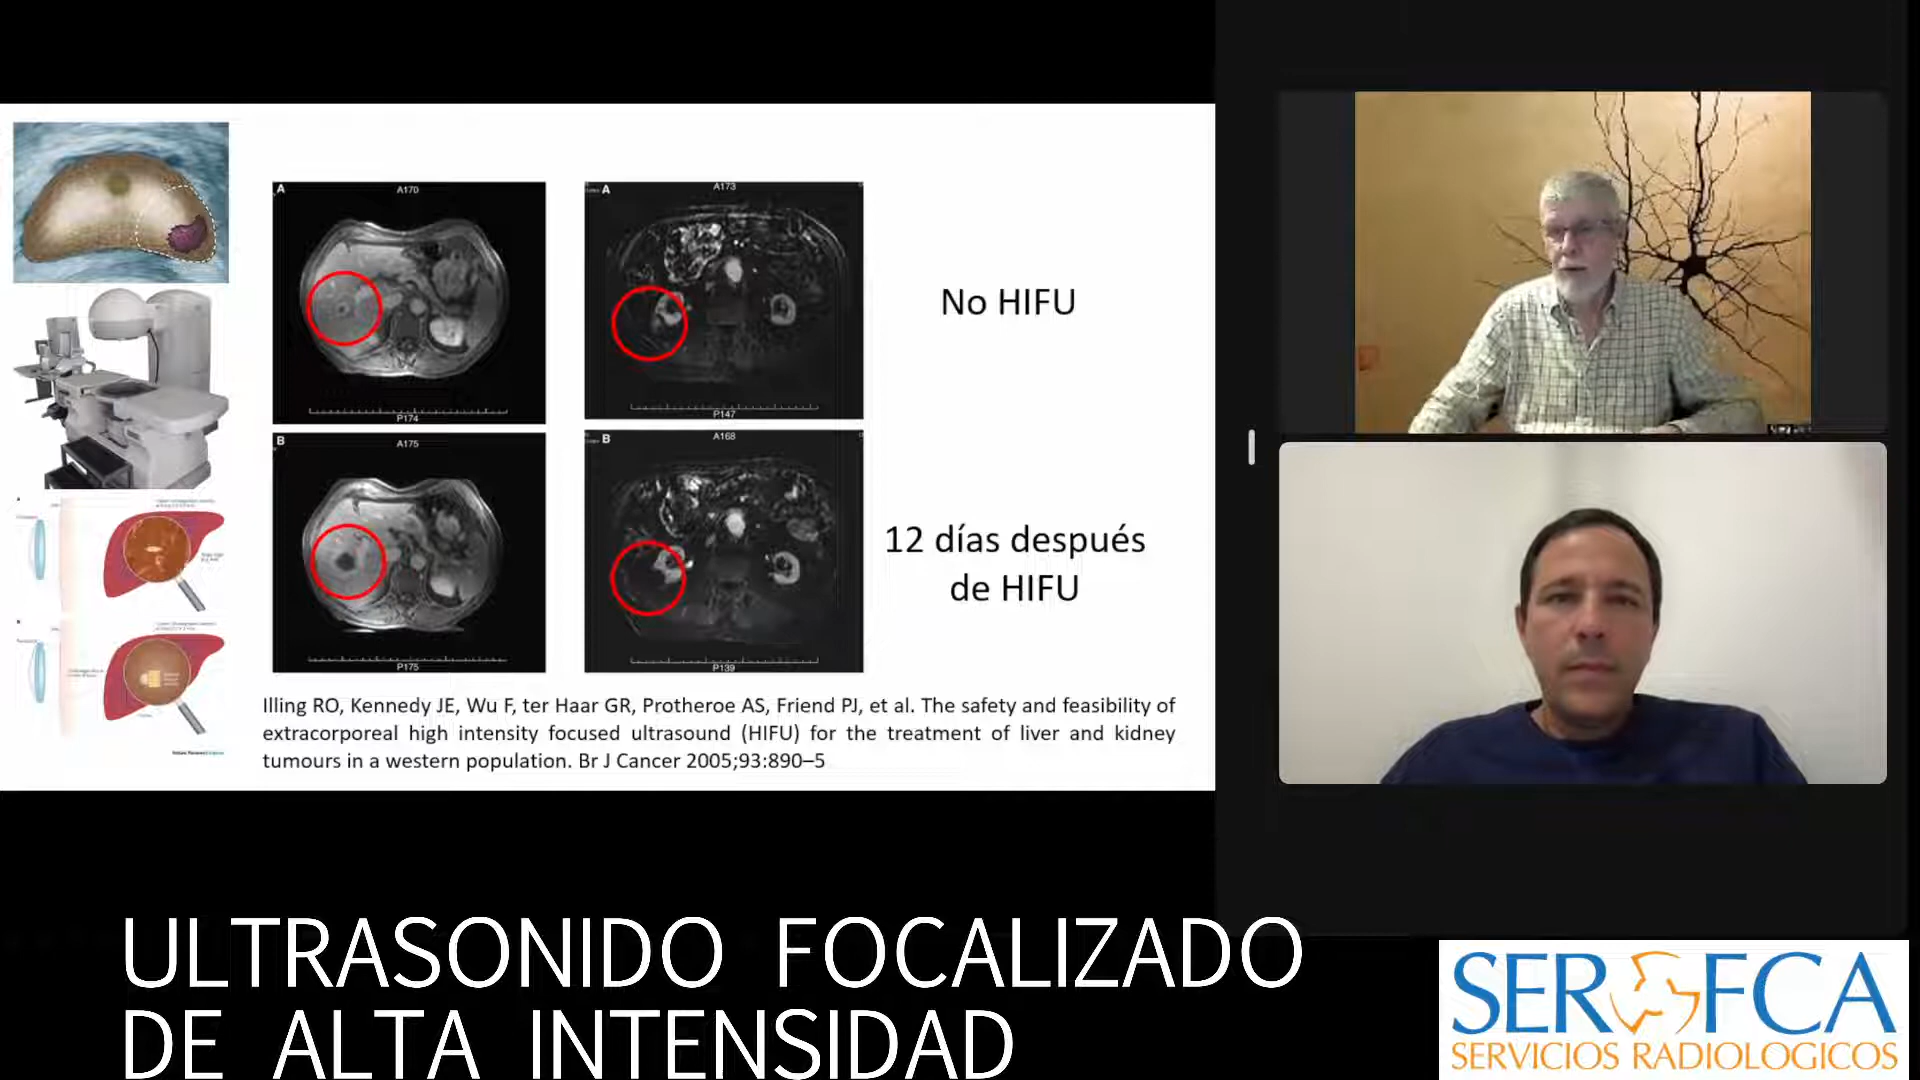 A
A170
P174
A
A173
P147
No HIFU
B
A175
P175
B
A168
P139
12 días después
de HIFU
Illing RO, Kennedy JE, Wu F, ter Haar GR, Protheroe AS, Friend PJ, et al. The safety and feasibility of
extracorporeal high intensity focused ultrasound (HIFU) for the treatment of liver and kidney
tumours in a western population. Br J Cancer 2005;93:890–5
ULTRASONIDO FOCALIZADO
DE ALTA INTENSIDAD
SER FCA
SERVICIOS RADIOLOGICOS